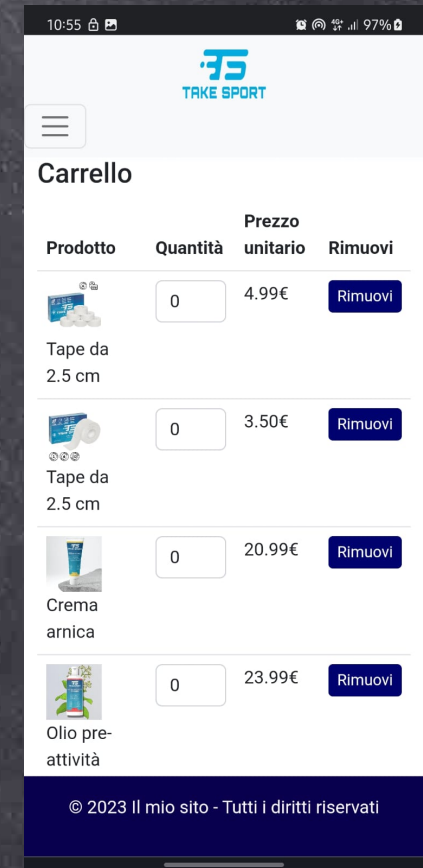 10:55 4G+ 97%
TAKE SPORT
Carrello
Prezzo
Prodotto Quantità unitario Rimuovi
0 4.99€ Rimuovi
Tape da
2.5 cm
0 3.50€ Rimuovi
Tape da
2.5 cm
0 20.99€ Rimuovi
Crema
arnica
0 23.99€ Rimuovi
Olio pre-
attività
© 2023 Il mio sito - Tutti i diritti riservati